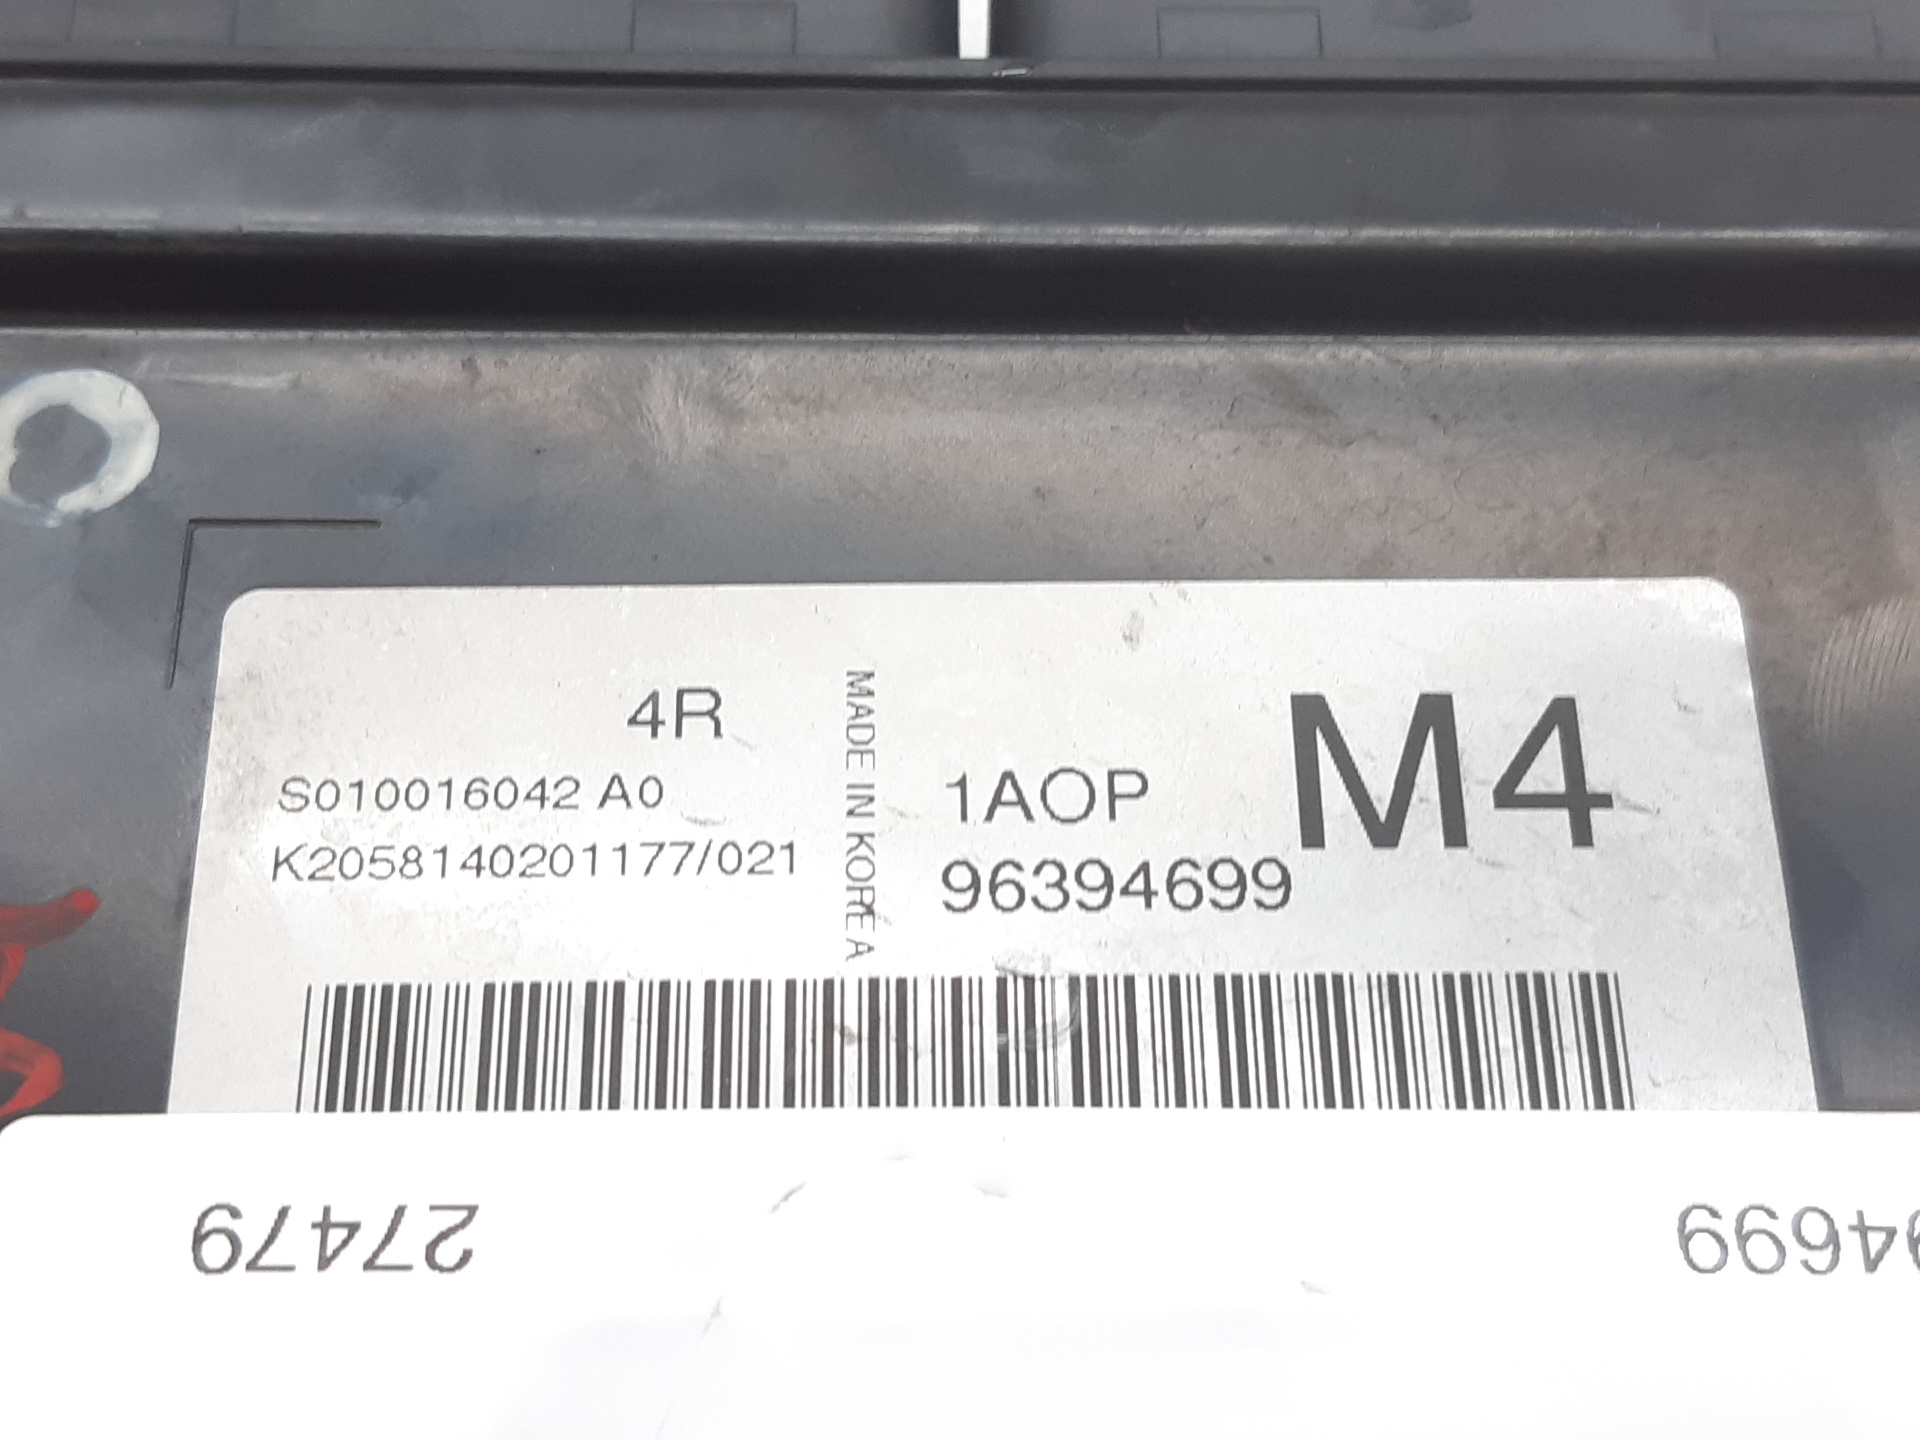 4R
S010016042 A0
K2058140201177/021
MADE IN KOREA
1AOP
96394699
M4
27479
94699